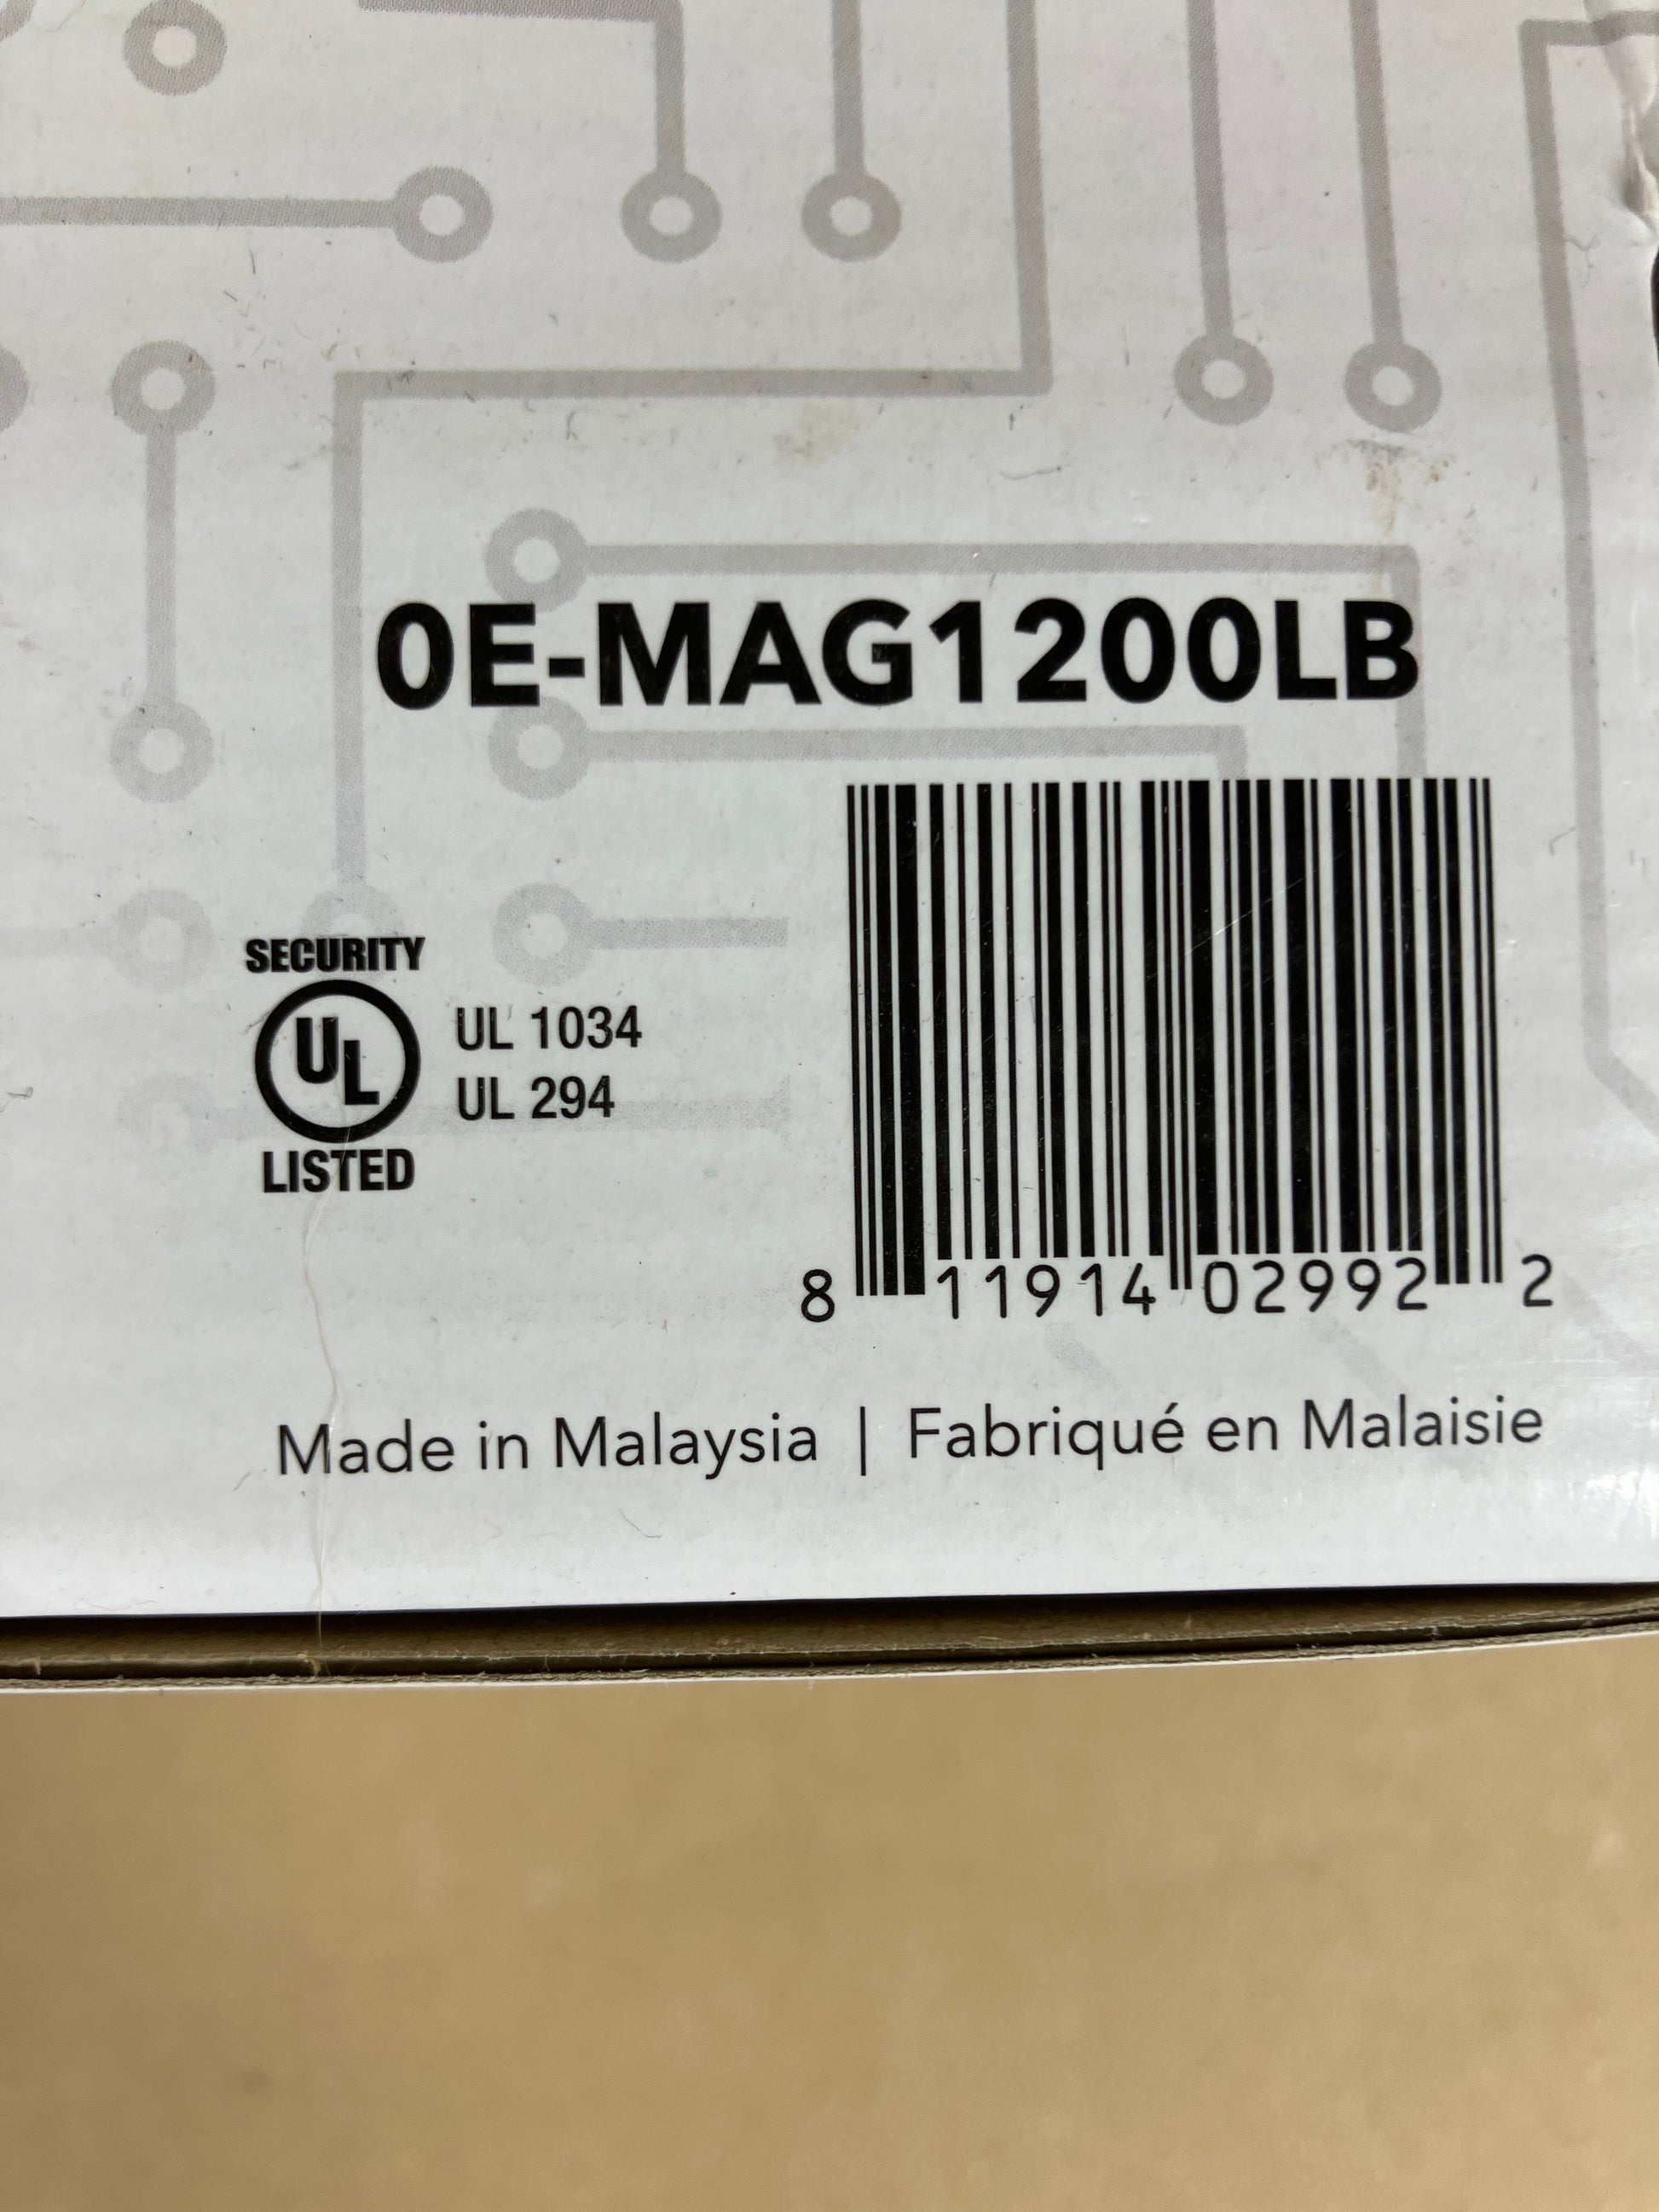 0E-MAG1200LB
SECURITY
UL
LISTED
UL 1034
UL 294
8 11914 02992 2
Made in Malaysia | Fabriqué en Malaisie